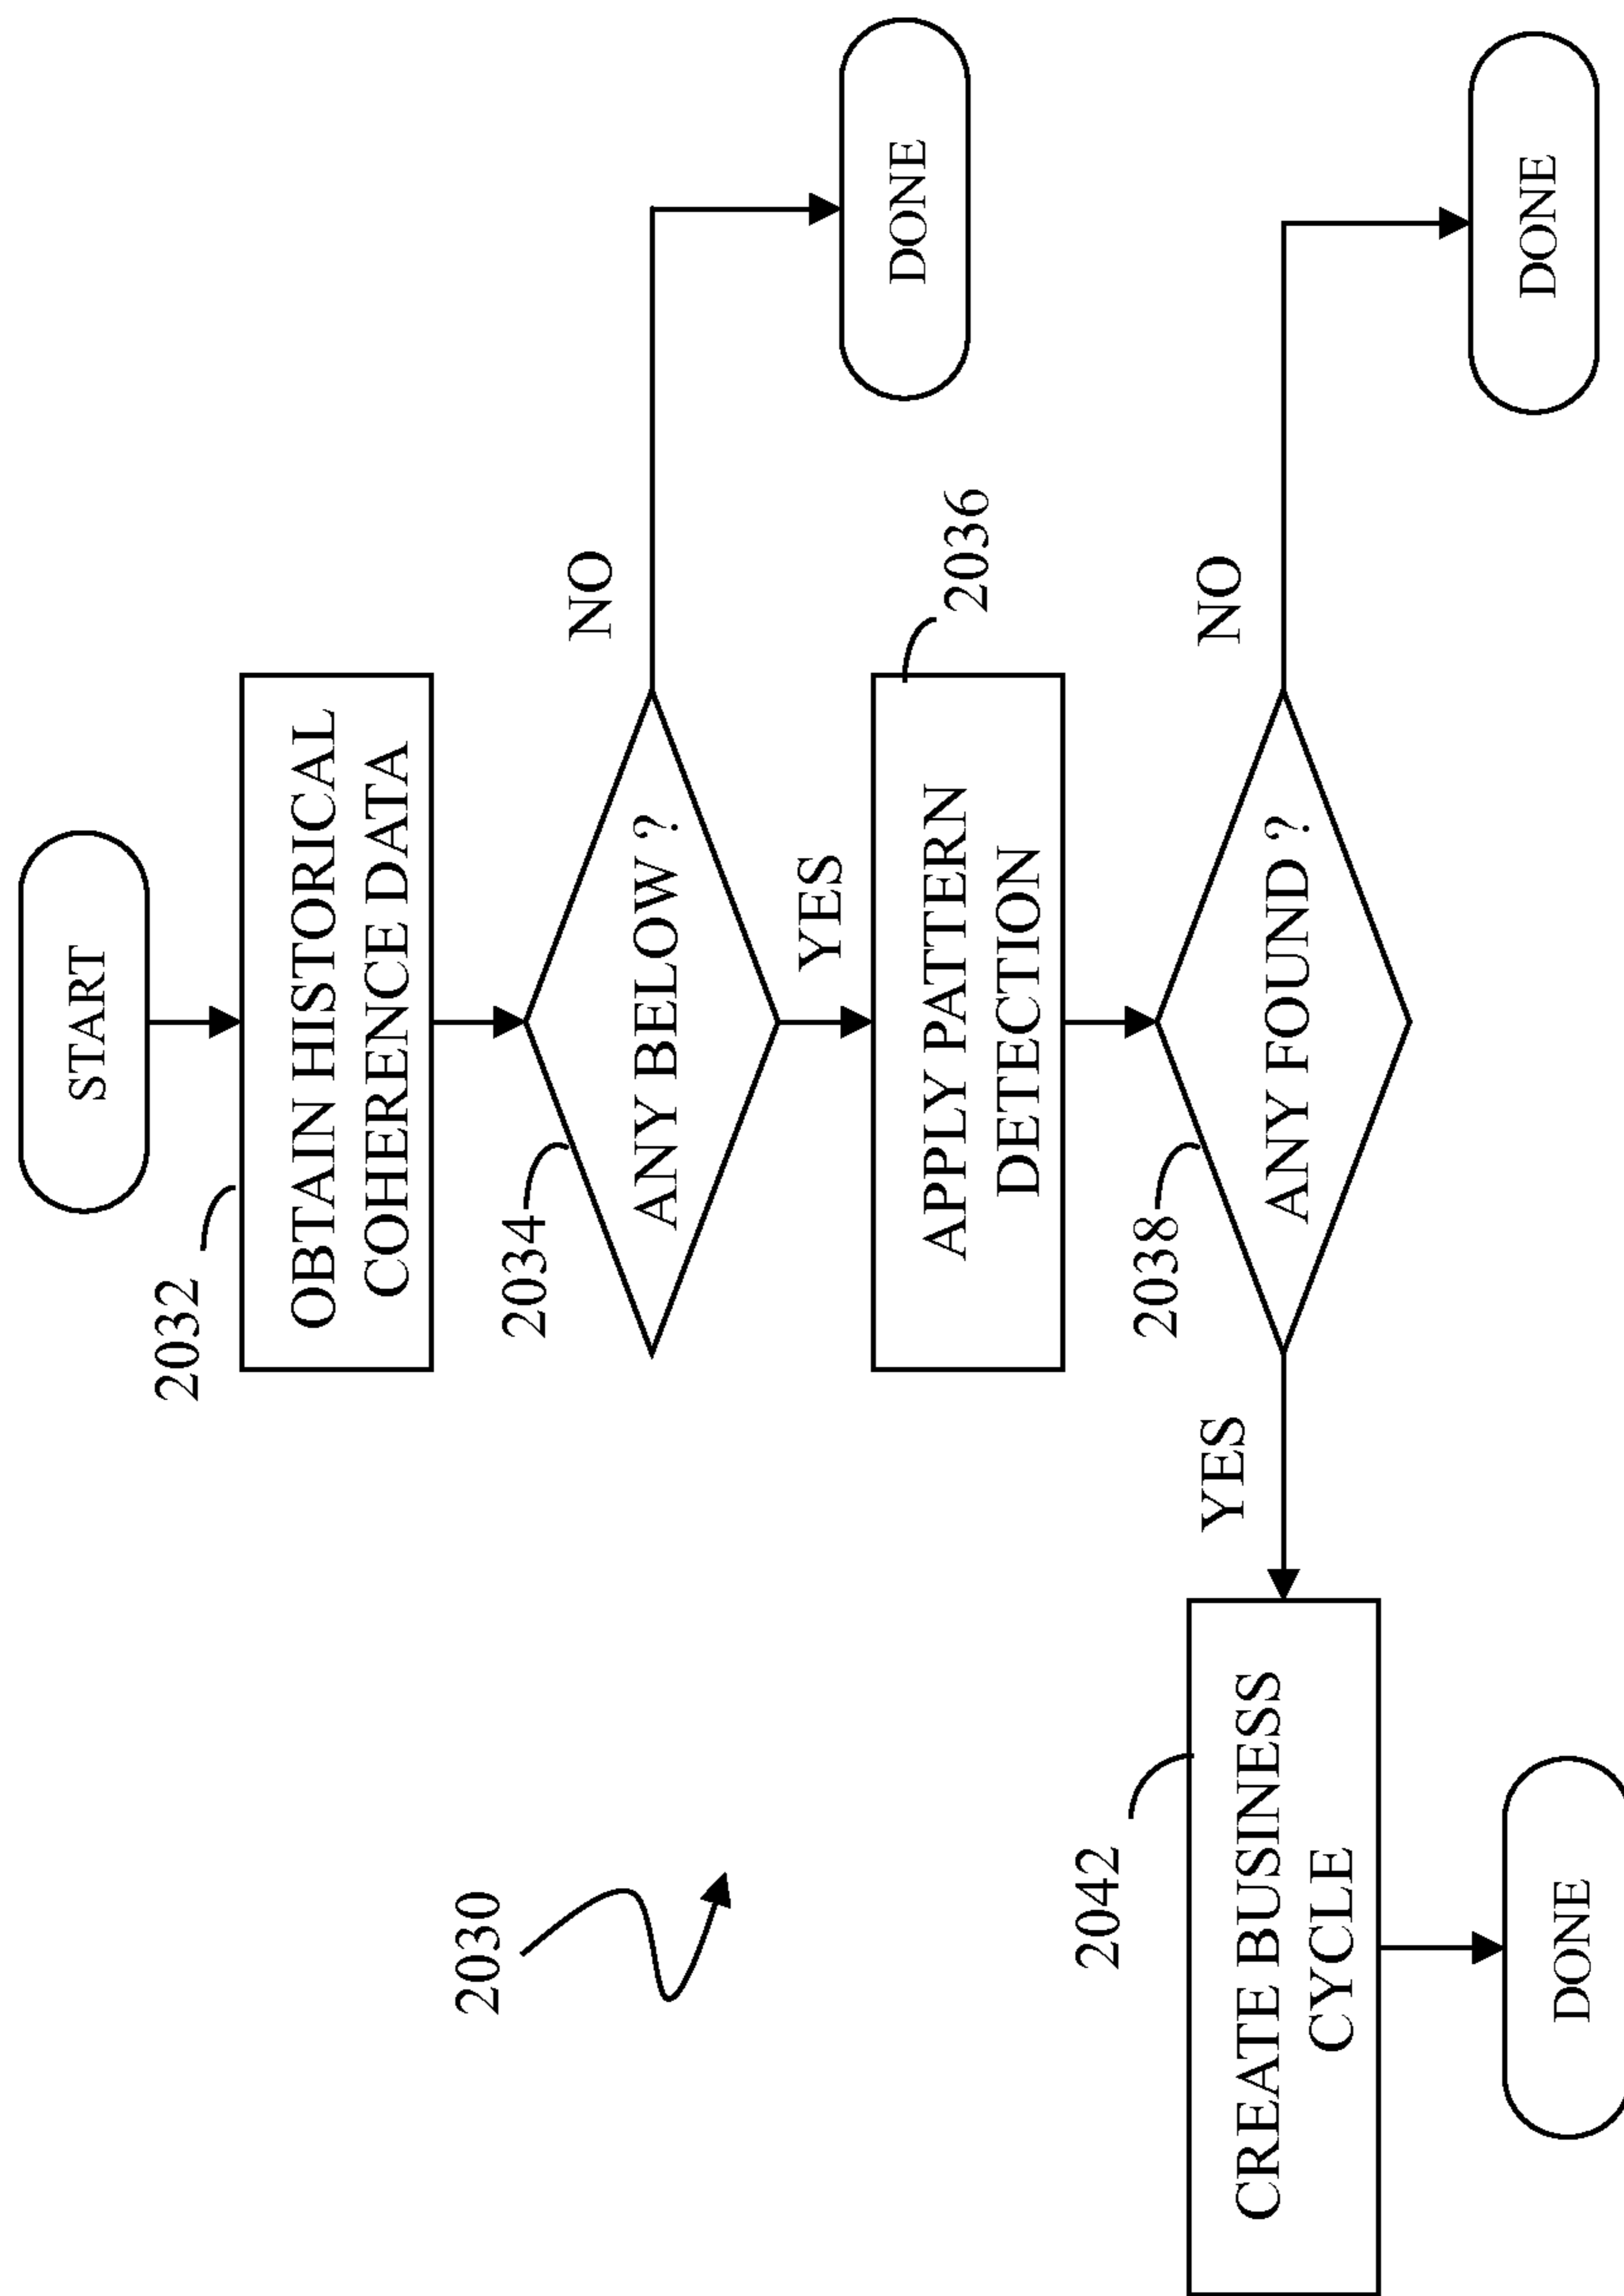 2030
START
2032
OBTAIN HISTORICAL
COHERENCE DATA
2034
ANY BELOW ?
NO
DONE
YES
2036
APPLY PATTERN
DETECTION
2038
ANY FOUND ?
NO
DONE
YES
2042
CREATE BUSINESS
CYCLE
DONE